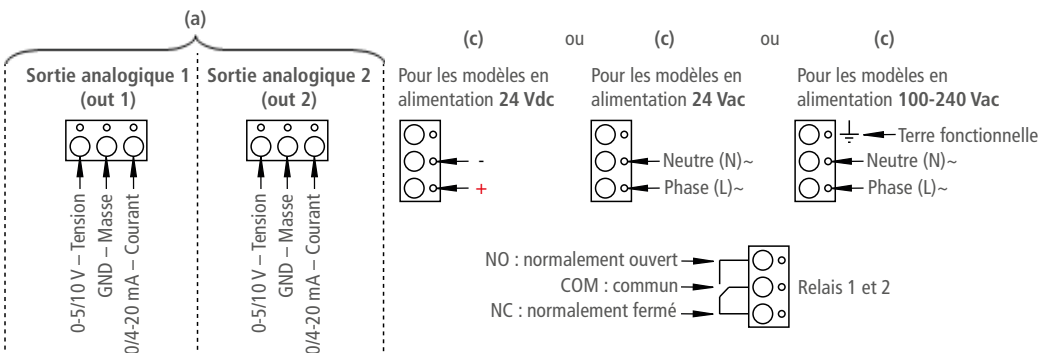 (a)
Sortie analogique 1
(out 1)
Sortie analogique 2
(out 2)
0-5/10 V – Tension
GND – Masse
0/4-20 mA – Courant
0-5/10 V – Tension
GND – Masse
0/4-20 mA – Courant
(c)
ou
(c)
ou
(c)
Pour les modèles en
alimentation 24 Vdc
-
+
Pour les modèles en
alimentation 24 Vac
Neutre (N)~
Phase (L)~
Pour les modèles en
alimentation 100-240 Vac
Terre fonctionnelle
Neutre (N)~
Phase (L)~
NO : normalement ouvert
COM : commun
NC : normalement fermé
Relais 1 et 2